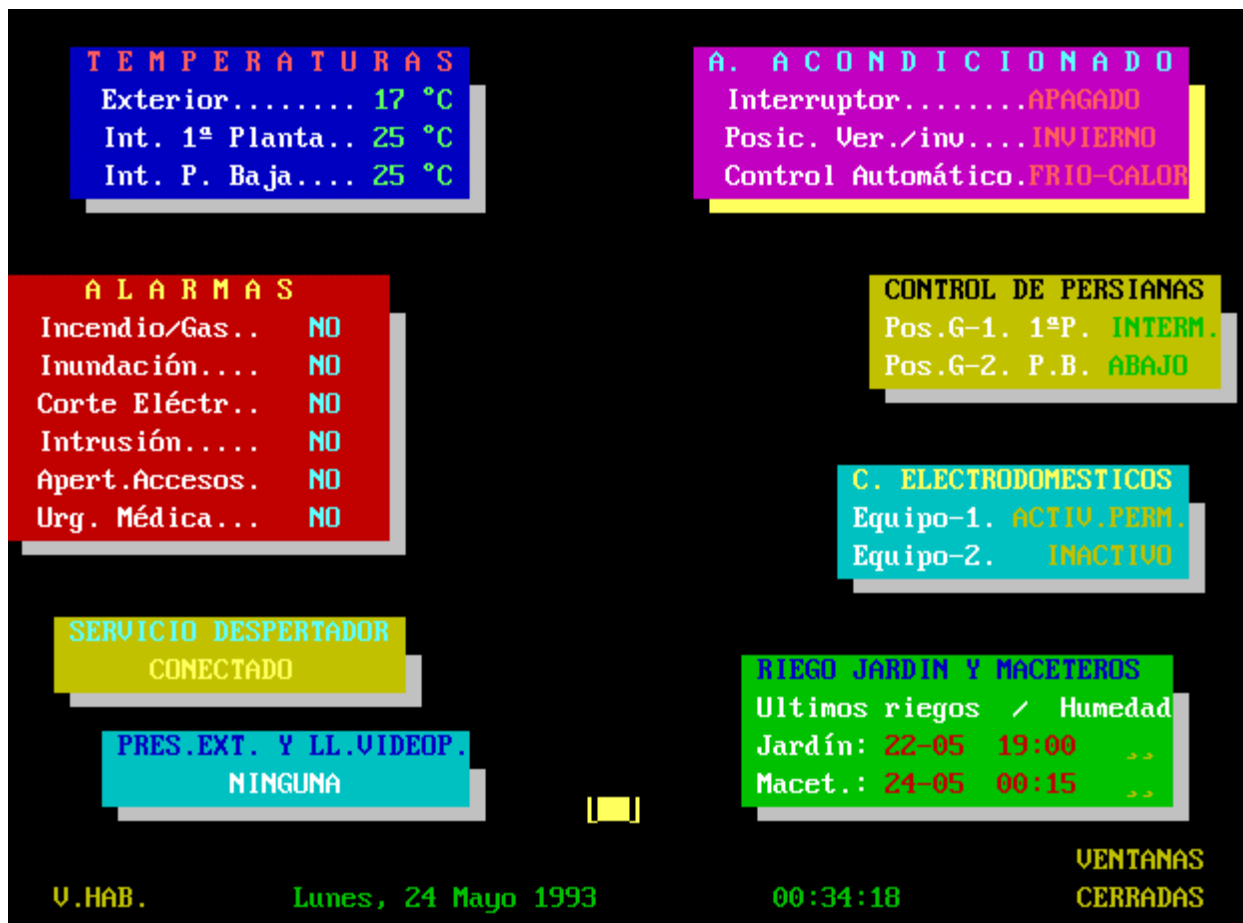 T E M P E R A T U R A S
Exterior........ 17 °C
Int. 1ª Planta.. 25 °C
Int. P. Baja.... 25 °C
A. A C O N D I C I O N A D O
Interruptor........APAGADO
Posic. Ver./inv....INVIERNO
Control Automático.FRIO-CALOR
A L A R M A S
Incendio/Gas.. NO
Inundación.... NO
Corte Eléctr.. NO
Intrusión..... NO
Apert.Accesos. NO
Urg. Médica... NO
CONTROL DE PERSIANAS
Pos.G-1. 1ªP. INTERM.
Pos.G-2. P.B. ABAJO
C. ELECTRODOMESTICOS
Equipo-1. ACTIV.PERM.
Equipo-2. INACTIVO
SERVICIO DESPERTADOR
CONECTADO
PRES.EXT. Y LL.VIDEOP.
NINGUNA
RIEGO JARDIN Y MACETEROS
Ultimos riegos / Humedad
Jardín: 22-05 19:00
Macet.: 24-05 00:15
V.HAB. Lunes, 24 Mayo 1993 00:34:18
VENTANAS
CERRADAS